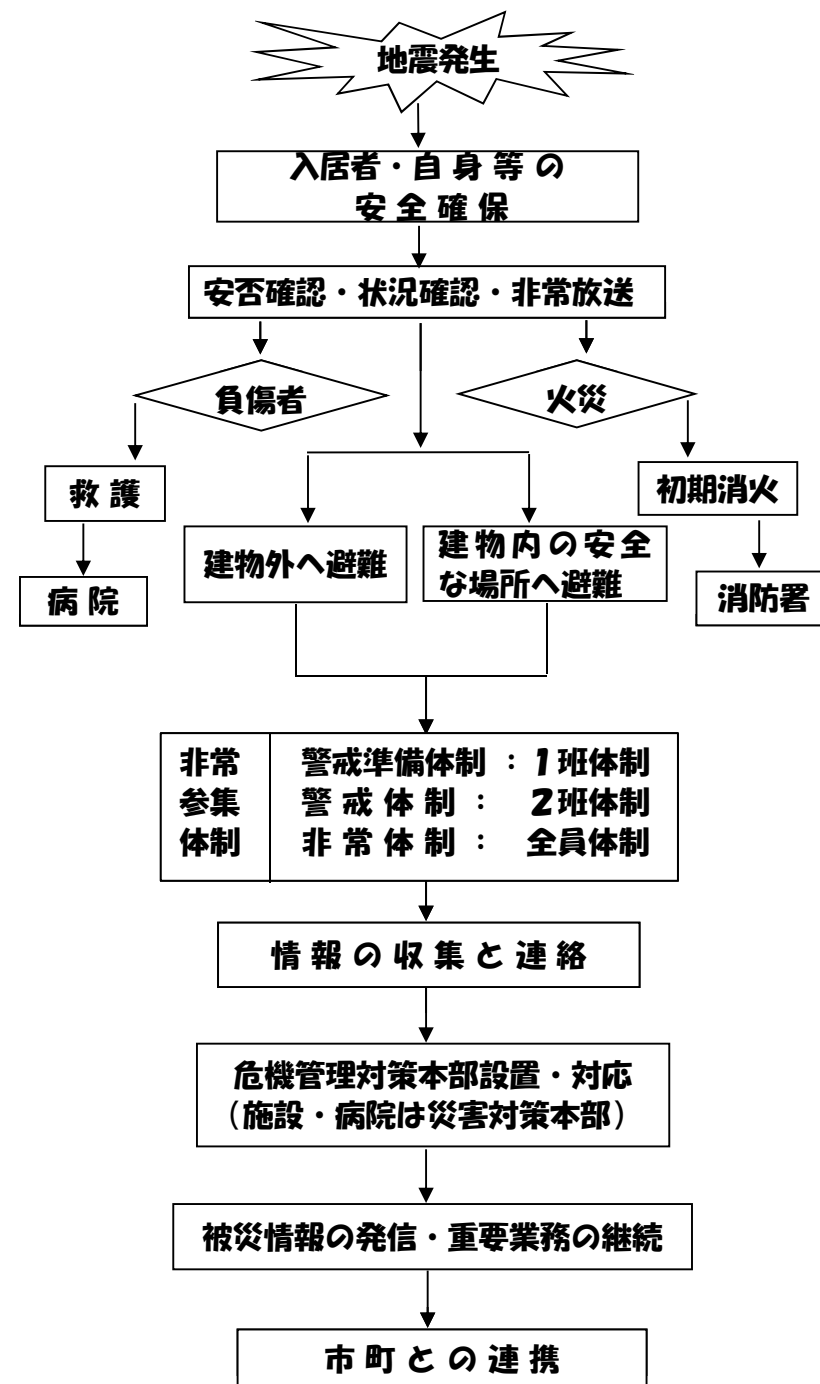 地震発生
入居者・自身等の
安全確保
安否確認・状況確認・非常放送
負傷者
火災
救護
初期消火
建物外へ避難
建物内の安全
な場所へ避難
病院
消防署
非常
参集
体制
警戒準備体制:1班体制
警戒体制: 2班体制
非常体制: 全員体制
情報の収集と連絡
危機管理対策本部設置・対応
(施設・病院は災害対策本部)
被災情報の発信・重要業務の継続
市町との連携